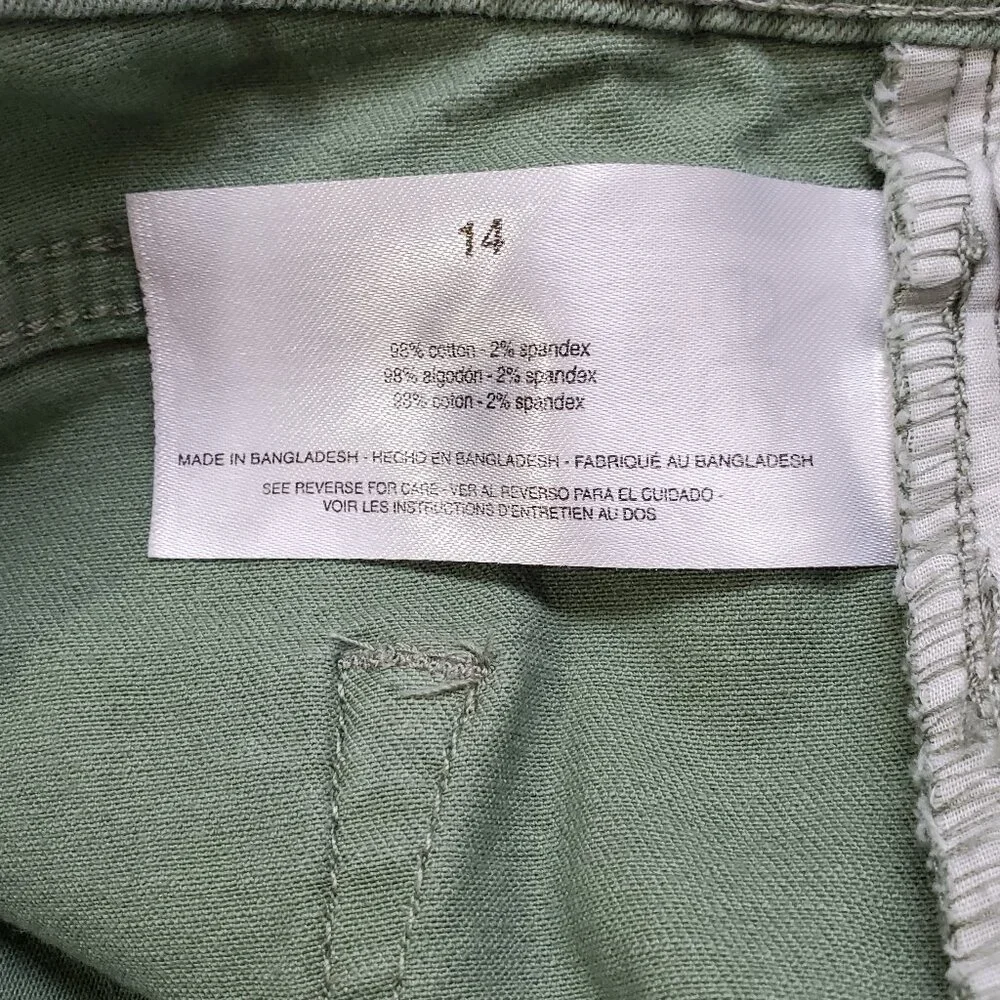 14
98% cotton - 2% spandex
98% algodón - 2% spandex
98% coton - 2% spandex
MADE IN BANGLADESH - HECHO EN BANGLADESH - FABRIQUÉ AU BANGLADESH
SEE REVERSE FOR CARE - VER AL REVERSO PARA EL CUIDADO -
VOIR LES INSTRUCTIONS D'ENTRETIEN AU DOS